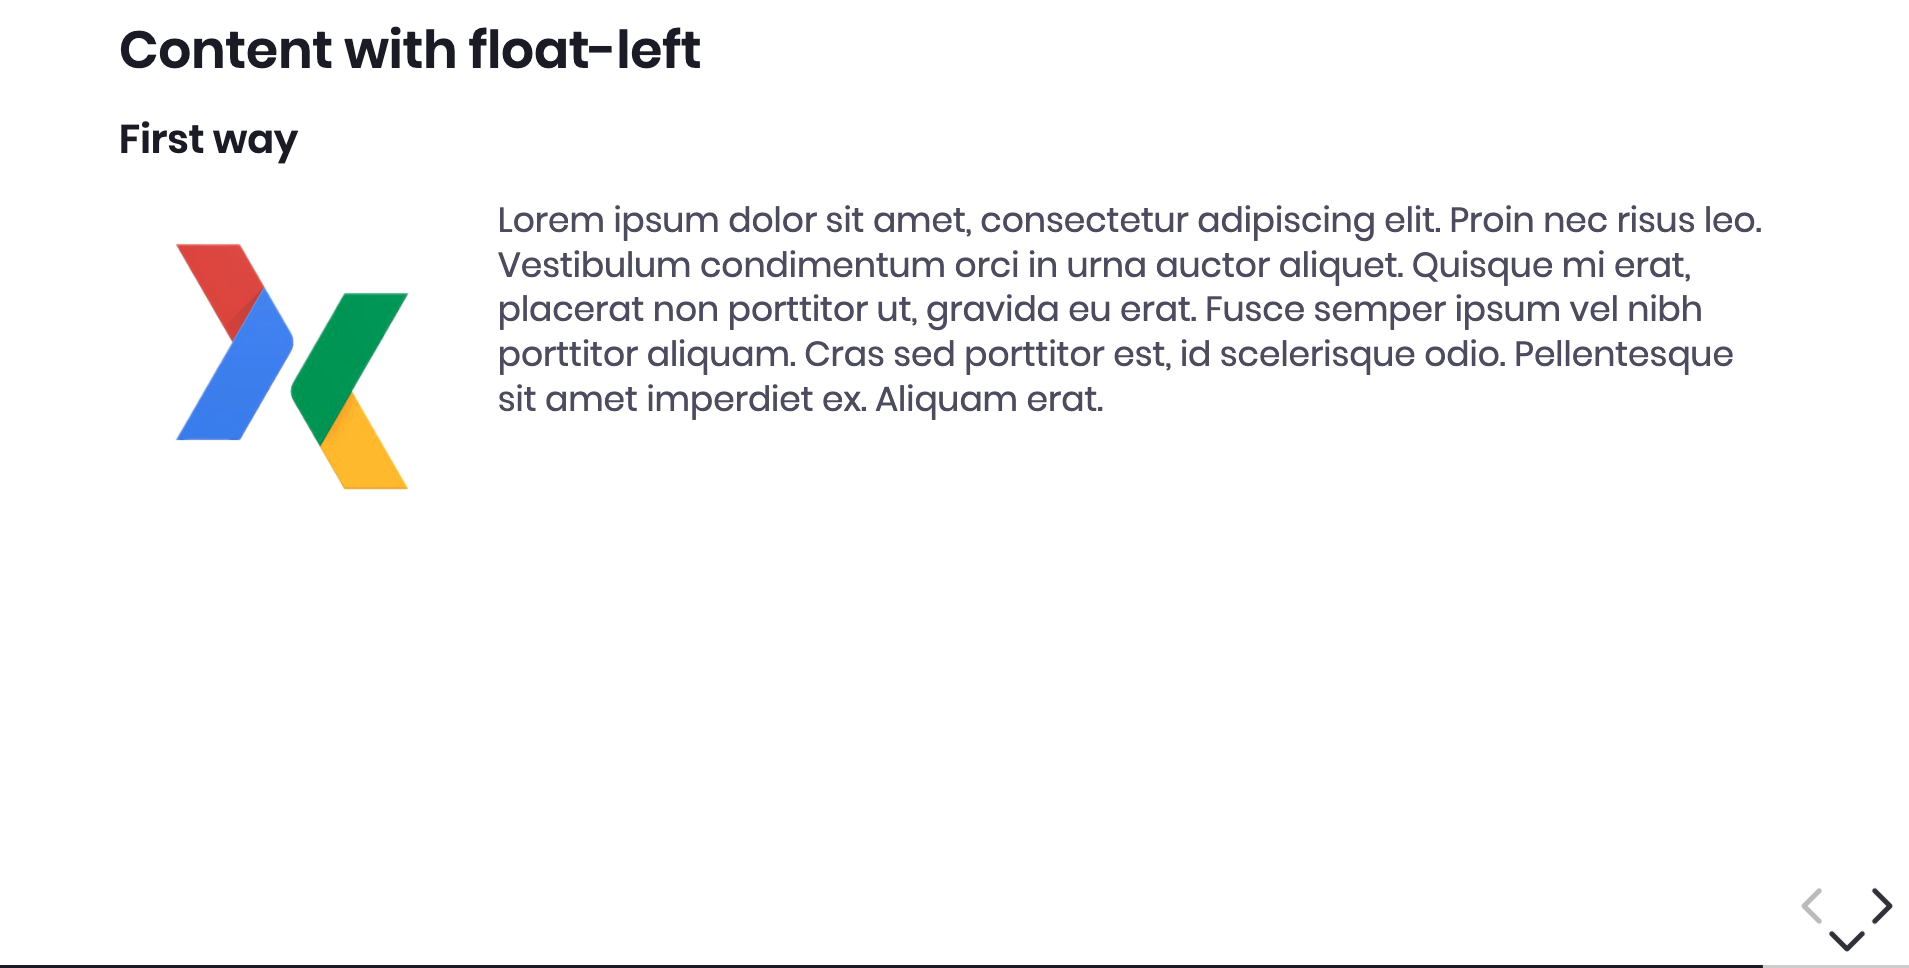 Content with float-left
First way
Lorem ipsum dolor sit amet, consectetur adipiscing elit. Proin nec risus leo.
Vestibulum condimentum orci in urna auctor aliquet. Quisque mi erat,
placerat non porttitor ut, gravida eu erat. Fusce semper ipsum vel nibh
porttitor aliquam. Cras sed porttitor est, id scelerisque odio. Pellentesque
sit amet imperdiet ex. Aliquam erat.